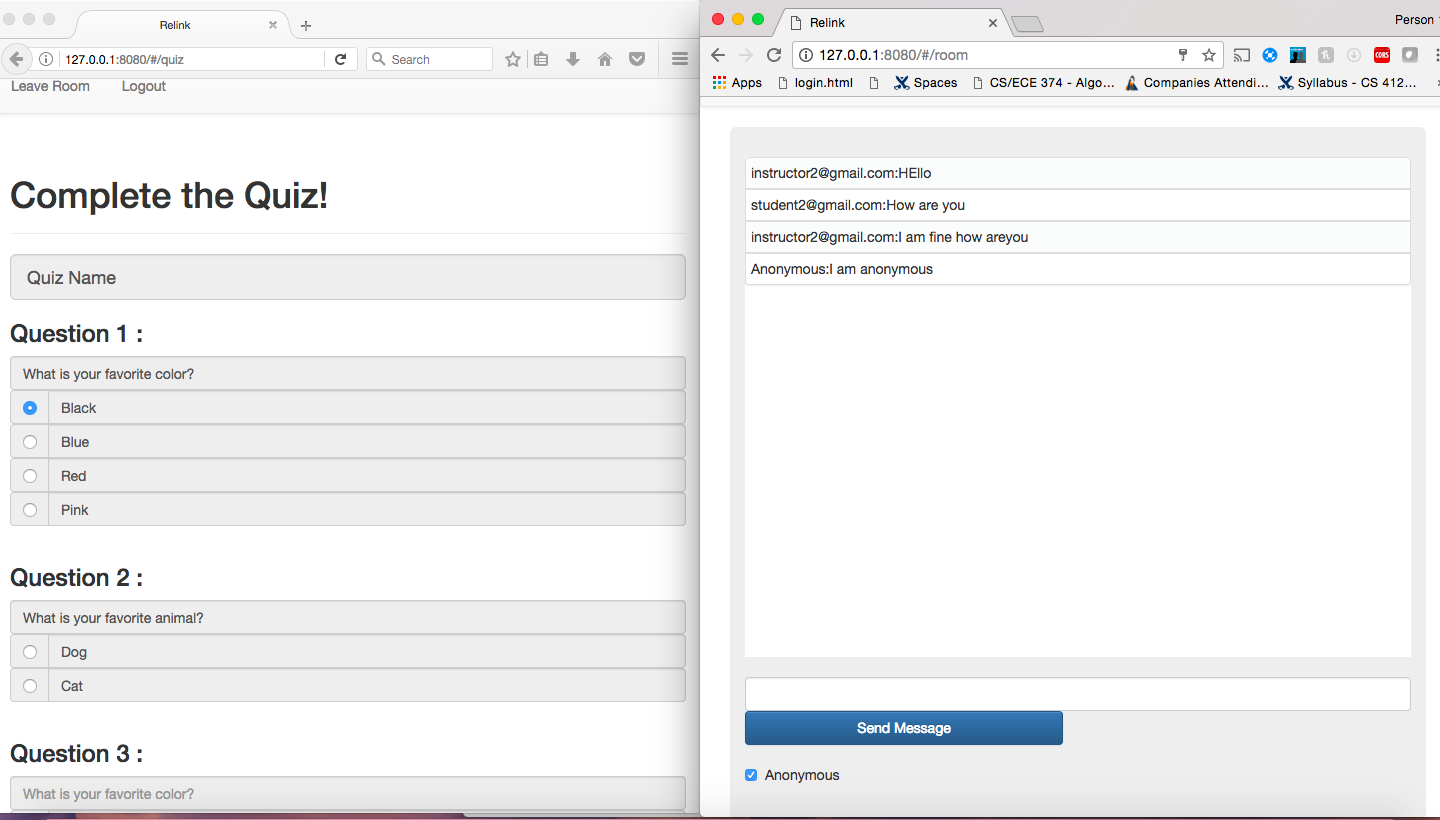 Relink
127.0.0.1:8080/#/quiz
Search
Leave Room Logout
Complete the Quiz!
Quiz Name
Question 1 :
What is your favorite color?
Black
Blue
Red
Pink
Question 2 :
What is your favorite animal?
Dog
Cat
Question 3 :
What is your favorite color?
Relink
Person
127.0.0.1:8080/#/room
CORS
Apps login.html Spaces CS/ECE 374 - Algo... Companies Attendi... Syllabus - CS 412...
instructor2@gmail.com:HEllo
student2@gmail.com:How are you
instructor2@gmail.com:I am fine how areyou
Anonymous:I am anonymous
Send Message
Anonymous